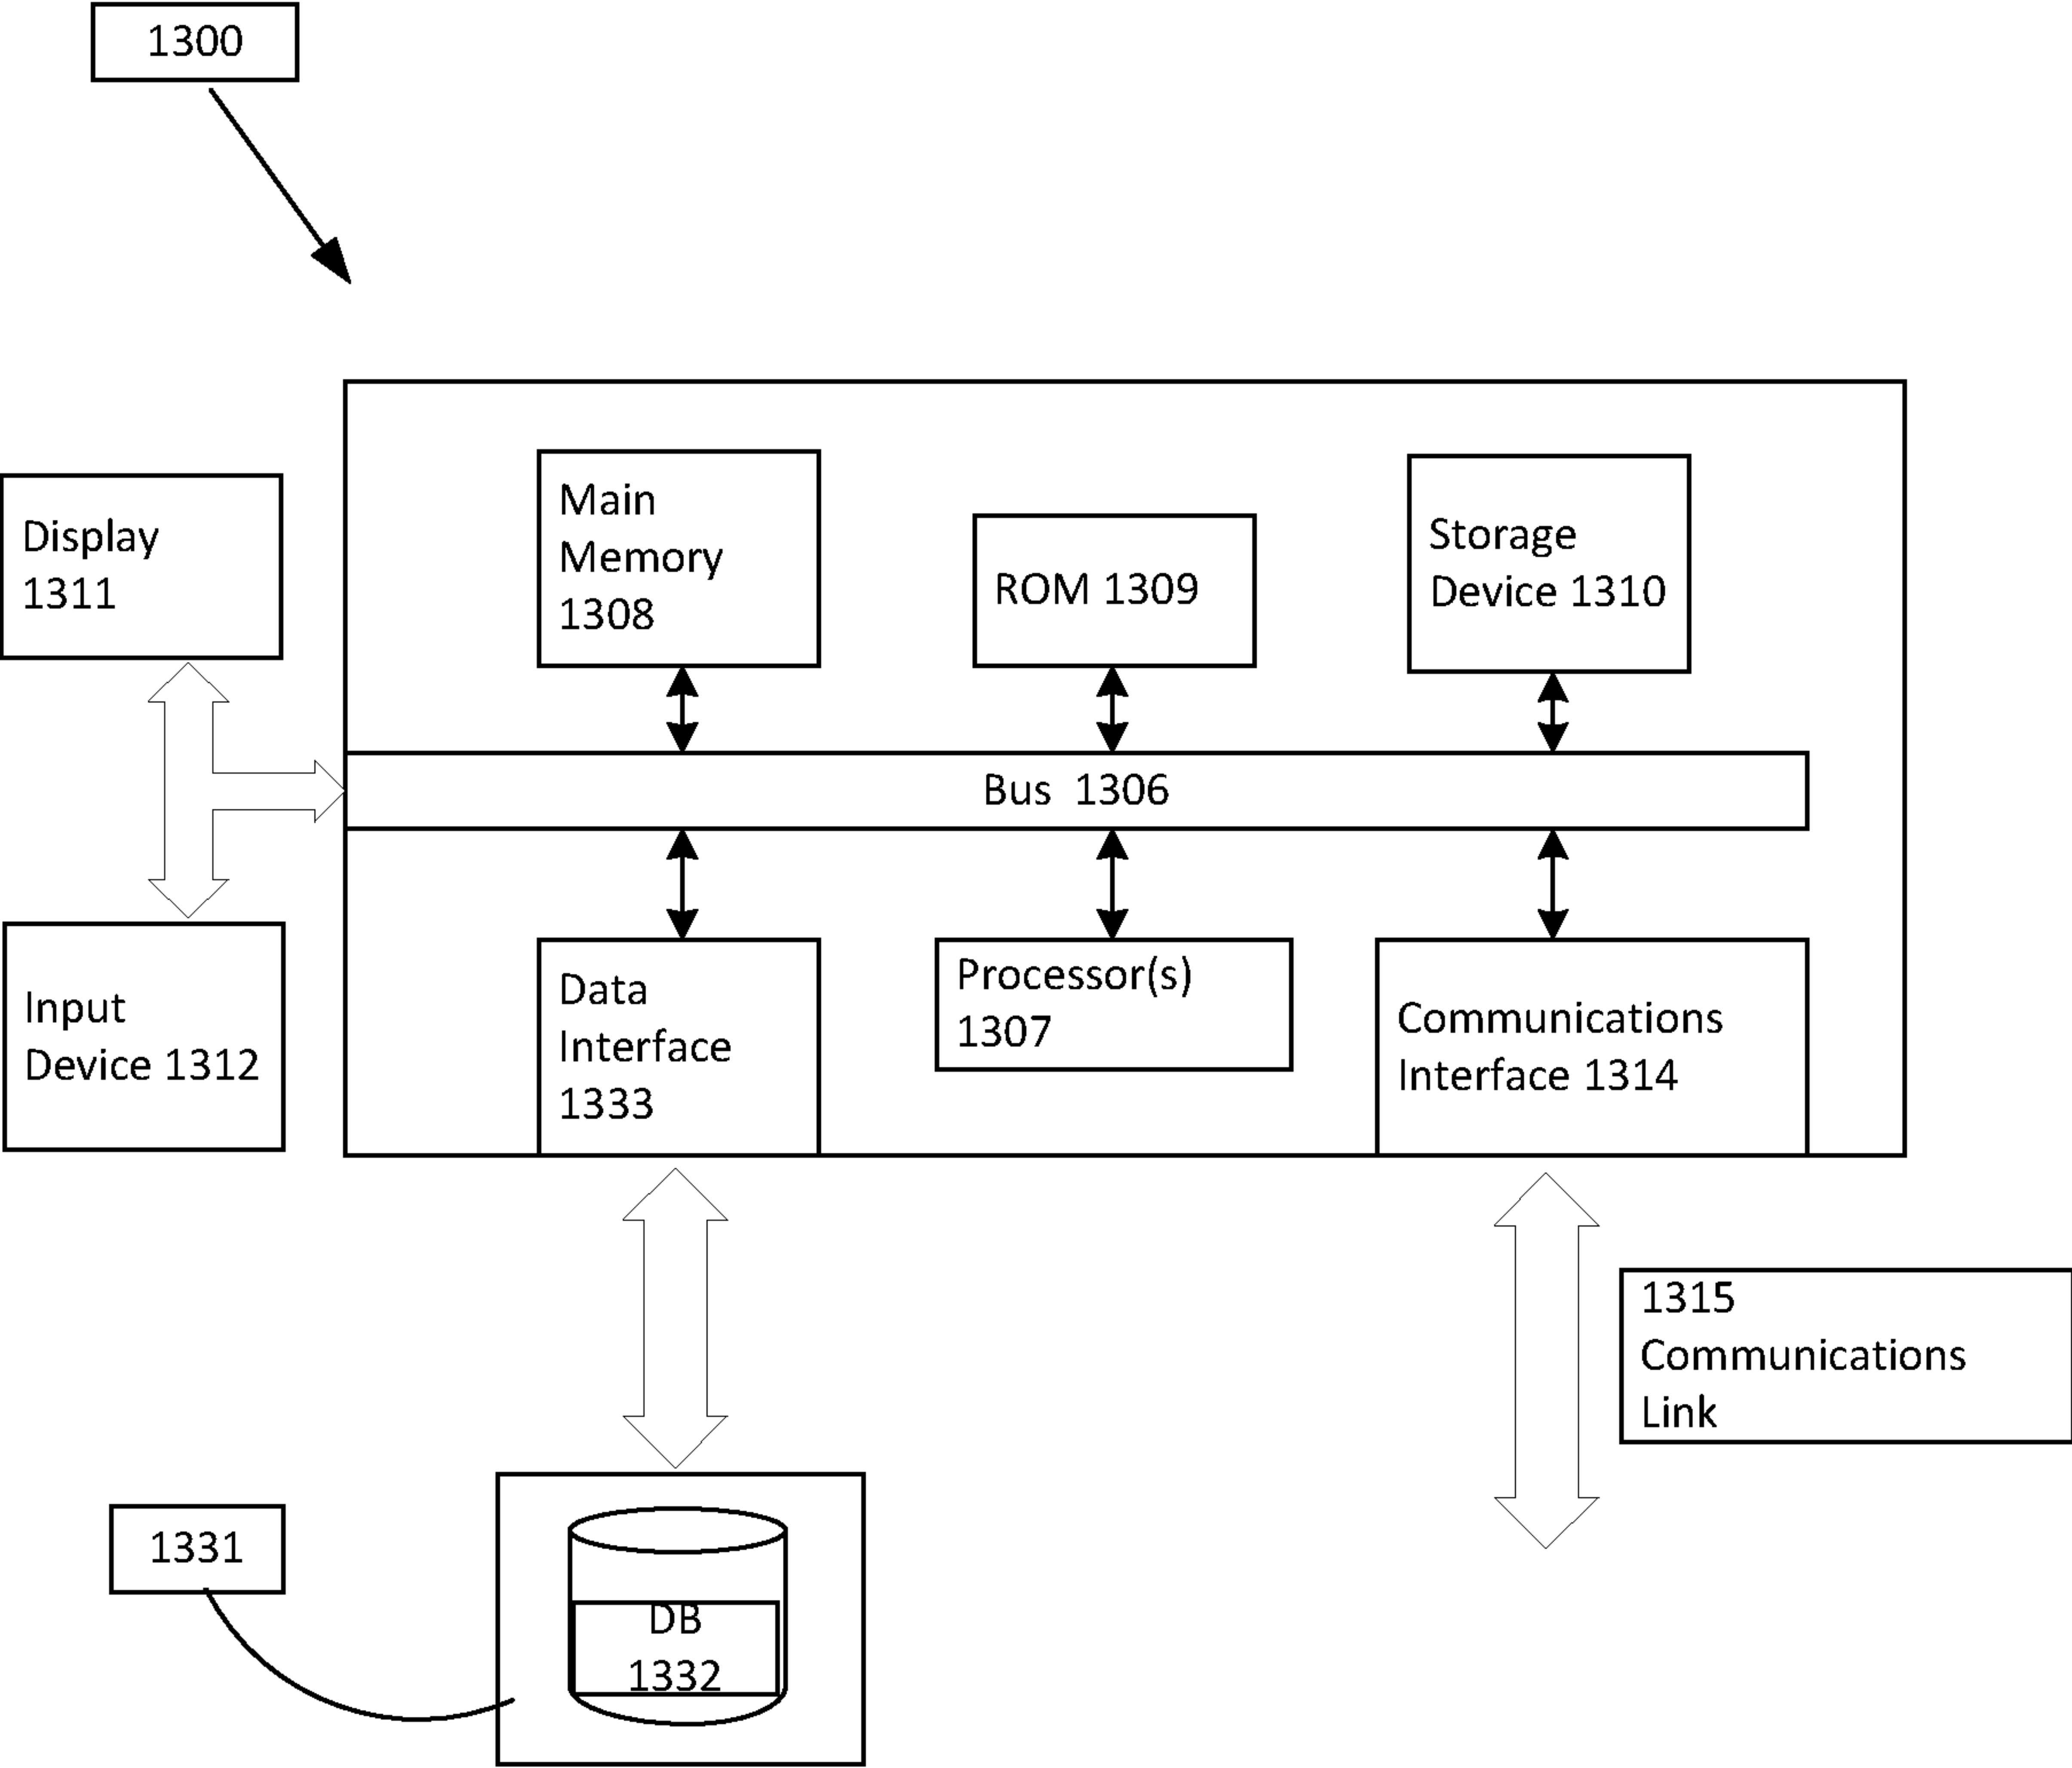 1300
Display
1311
Main
Memory
1308
ROM 1309
Storage
Device 1310
Bus 1306
Input
Device 1312
Data
Interface
1333
Processor(s)
1307
Communications
Interface 1314
1315
Communications
Link
1331
DB
1332